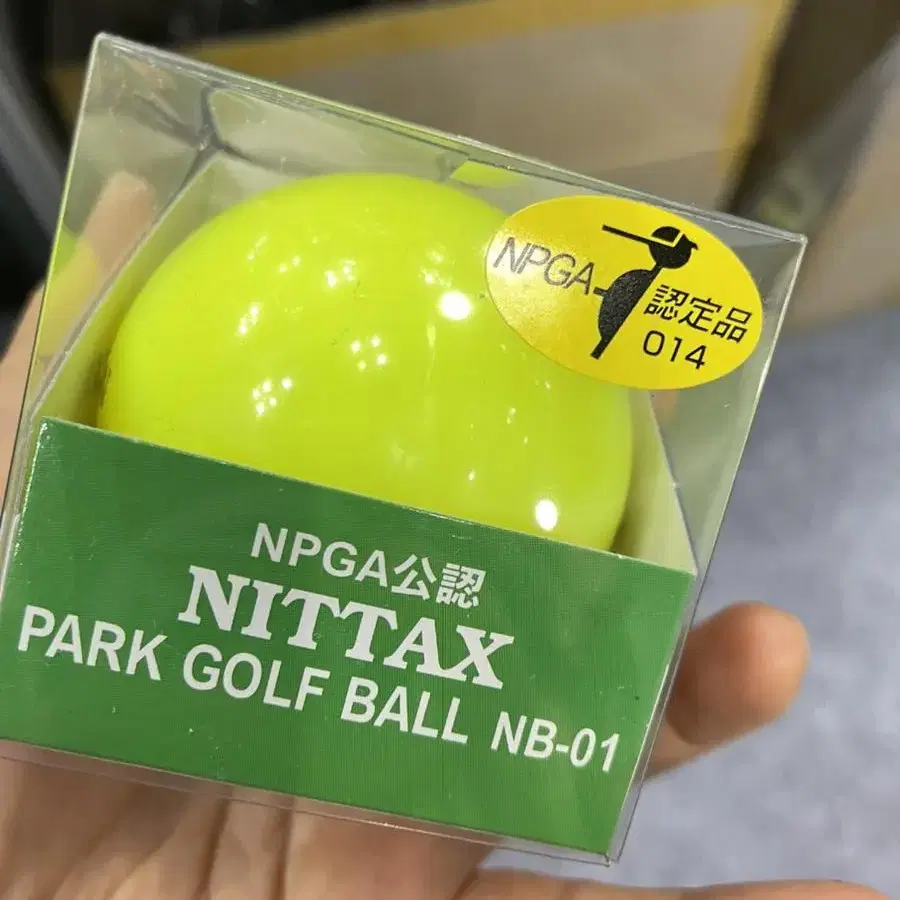 NPGA
認定品
014
NPGA公認
NITTAX
PARK GOLF BALL NB-01